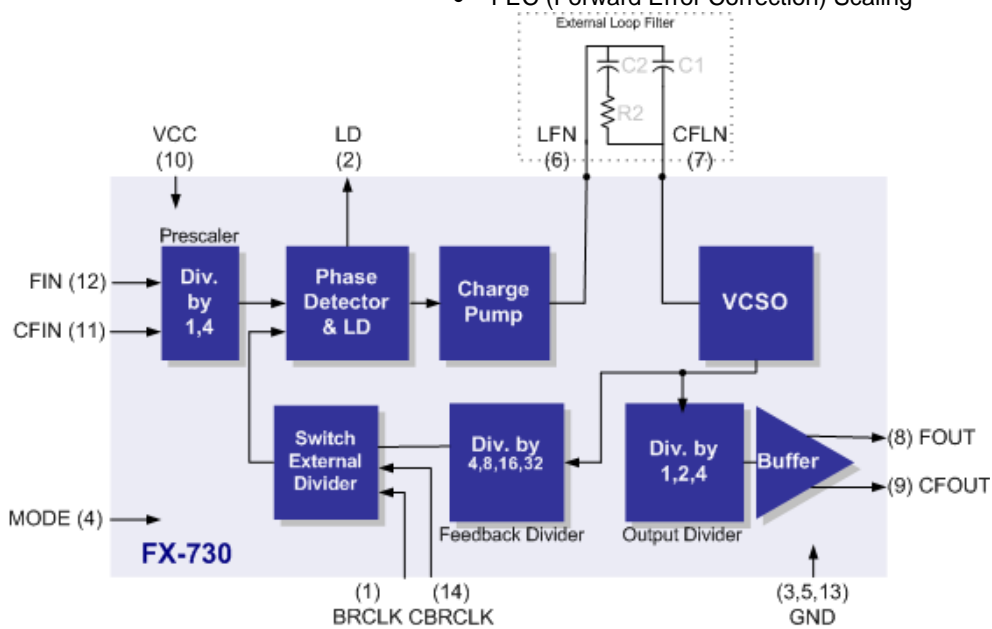 FEC (Forward Error Correction) Scaling
External Loop Filter
C2
C1
R2
VCC
(10)
LD
(2)
LFN
(6)
CFLN
(7)
Prescaler
FIN (12)
CFIN (11)
Div.
by
1,4
Phase
Detector
& LD
Charge
Pump
VCSO
Switch
External
Divider
Div. by
4,8,16,32
Div. by
1,2,4
Buffer
(8) FOUT
(9) CFOUT
MODE (4)
Feedback Divider
Output Divider
FX-730
(1)
BRCLK
(14)
CBRCLK
(3,5,13)
GND